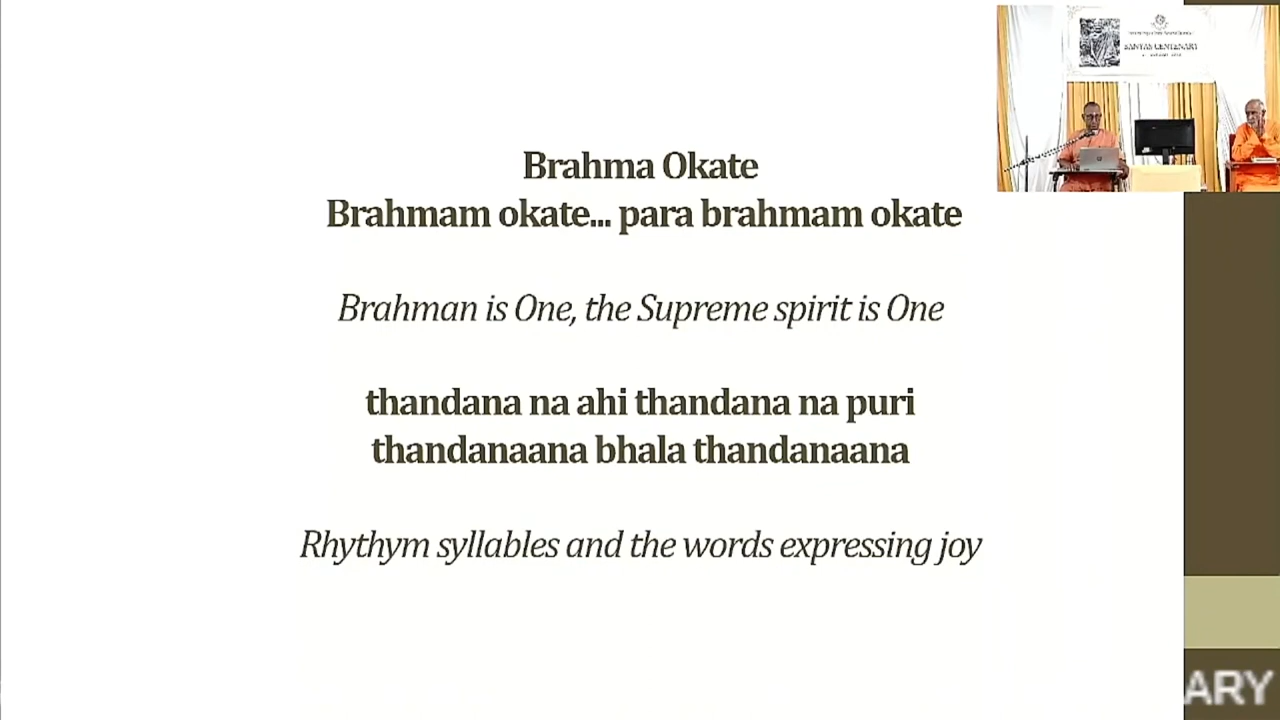 Brahma Okate
Brahmam okate... para brahmam okate
Brahman is One, the Supreme spirit is One
thandana na ahi thandana na puri
thandanaana bhala thandanaana
Rhythym syllables and the words expressing joy
SANYAS CENTENARY
ARY